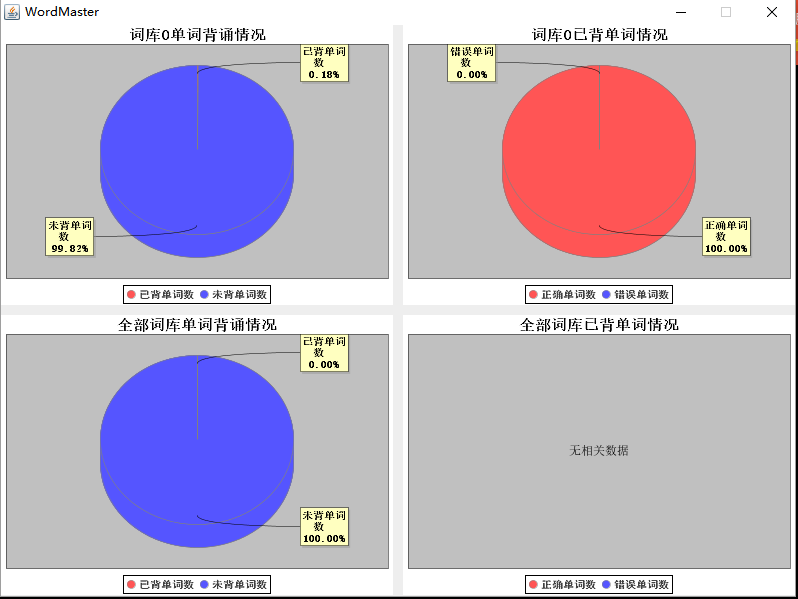 WordMaster
词库0单词背诵情况
已背单词
数
0.18%
未背单词
数
99.82%
已背单词数 未背单词数
词库0已背单词情况
错误单词
数
0.00%
正确单词
数
100.00%
正确单词数 错误单词数
全部词库单词背诵情况
已背单词
数
0.00%
未背单词
数
100.00%
已背单词数 未背单词数
全部词库已背单词情况
无相关数据
正确单词数 错误单词数